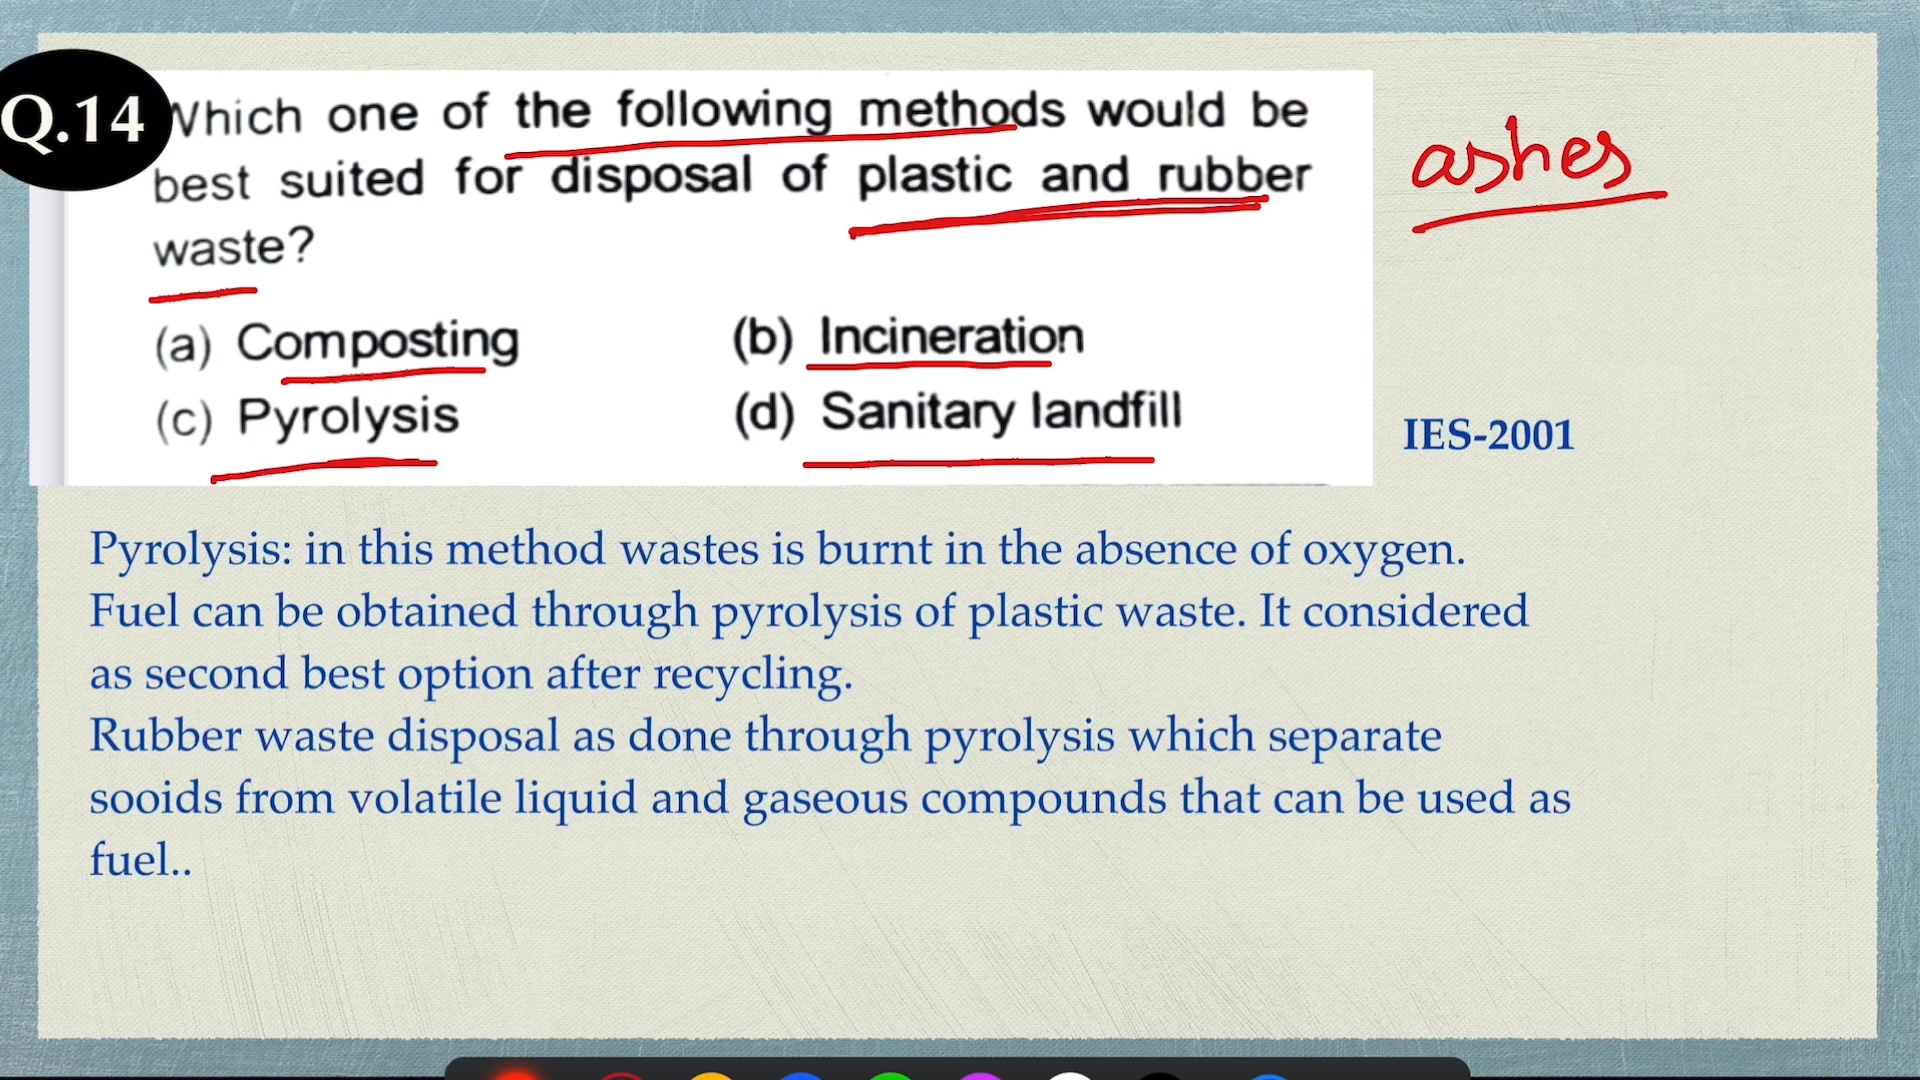 Q.14
Which one of the following methods would be
best suited for disposal of plastic and rubber
waste?
(a) Composting (b) Incineration
(c) Pyrolysis (d) Sanitary landfill
ashes
IES-2001
Pyrolysis: in this method wastes is burnt in the absence of oxygen.
Fuel can be obtained through pyrolysis of plastic waste. It considered
as second best option after recycling.
Rubber waste disposal as done through pyrolysis which separate
sooids from volatile liquid and gaseous compounds that can be used as
fuel..